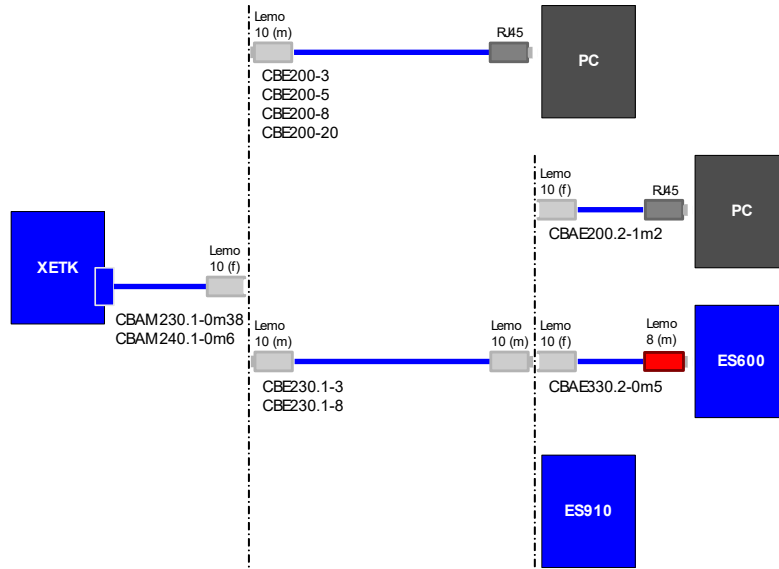 Lemo
10 (m)
RJ45
PC
CBE200-3
CBE200-5
CBE200-8
CBE200-20
Lemo
10 (f)
RJ45
PC
CBAE200.2-1m2
XETK
Lemo
10 (f)
CBAM230.1-0m38
CBAM240.1-0m6
Lemo
10 (m)
Lemo
10 (m)
Lemo
10 (f)
Lemo
8 (m)
ES600
CBE230.1-3
CBE230.1-8
CBAE330.2-0m5
ES910